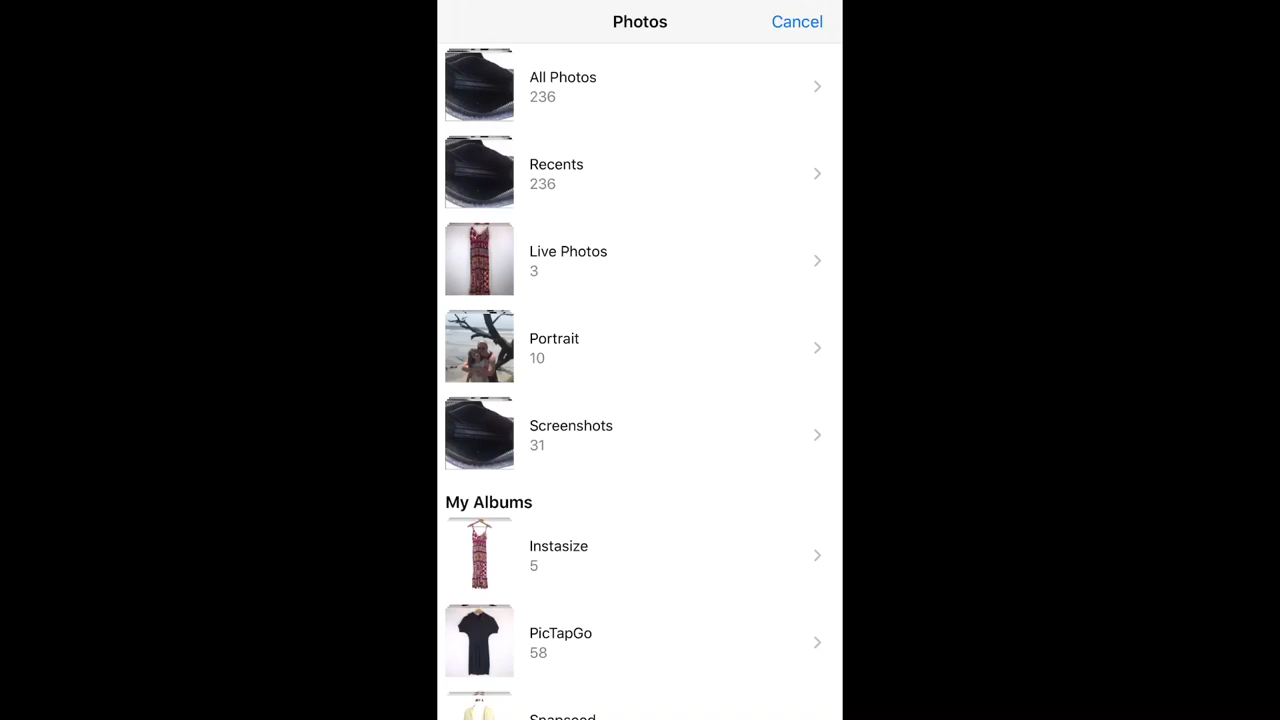 Photos
Cancel
All Photos
236
Recents
236
Live Photos
3
Portrait
10
Screenshots
31
My Albums
Instasize
5
PicTapGo
58
Snapseed